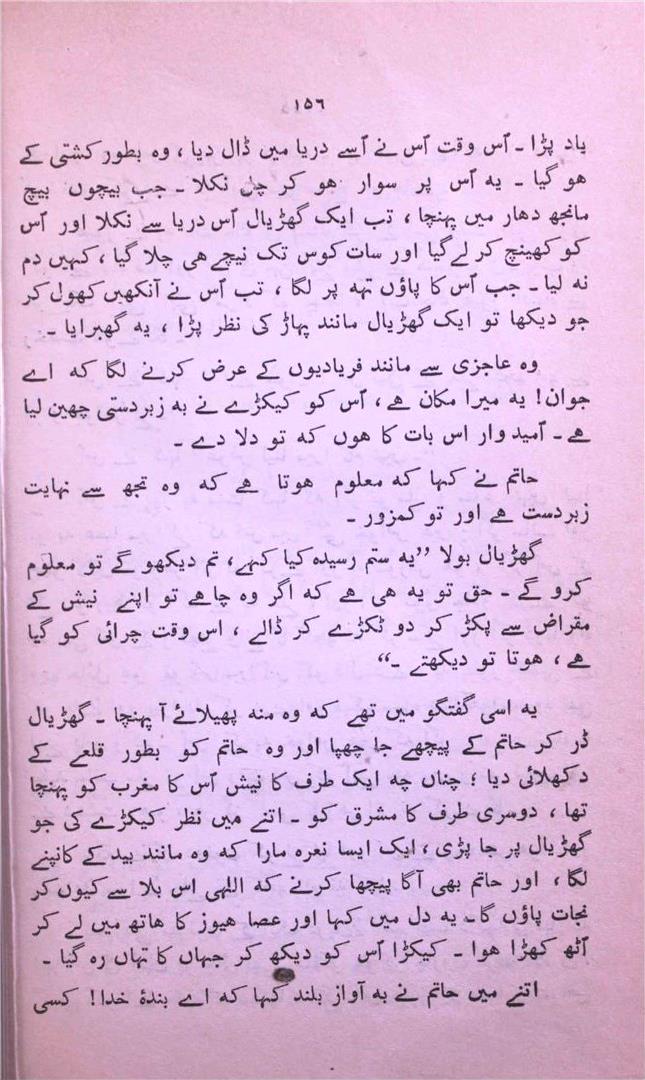 ١٥٦
یاد پڑا ۔ اُس وقت اُس نے اُسے دریا میں ڈال دیا ، وہ بطور کشتی کے
ہو گیا ۔ یہ اُس پر سوار ہو کر چل نکلا ۔ جب بیچوں بیچ
مانجھ دھار میں پہنچا ، تب ایک گھڑیال اُس دریا سے نکلا اور اُس
کو کھینچ کر لے گیا اور سات کوس تک نیچے ھی چلا گیا ، کہیں دم
نہ لیا ۔ جب اُس کا پاؤں تہہ پر لگا ، تب اس نے آنکھیں کھول کر
جو دیکھا تو ایک گھڑیال مانند پہاڑ کی نظر پڑا ، یہ گھبرایا ۔
وہ عاجزی سے مانند فریادیوں کے عرض کرنے لگا کہ اے
جوان! یہ میرا مکان ہے ، اُس کو کیکڑے نے بہ زبردستی چھین لیا
ہے ۔ اُمید وار اس بات کا ھوں کہ تو دلا دے ۔
حاتم نے کہا کہ معلوم ہوتا ہے کہ وہ تجھ سے نہایت
زبردست ہے اور تو کمزور ۔
گھڑیال بولا ”یہ ستم رسیدہ کیا کہے ، تم دیکھو گے تو معلوم
کرو گے ۔ حق تو یہ ھی ہے کہ اگر وہ چاہے تو اپنے نیش کے
مقراض سے پکڑ کر دو ٹکڑے کر ڈالے ، اس وقت چرائی کو گیا
ہے ، ہوتا تو دیکھتے ۔“
یہ اسی گفتگو میں تھے کہ وہ منہ پھیلائے آ پہنچا ۔ گھڑیال
ڈر کر حاتم کے پیچھے جا چھپا اور وہ حاتم کو بطور قلعے کے
دکھلائی دیا ؛ چناں چہ ایک طرف کا نیش اُس کا مغرب کو پہنچا
تھا ، دوسری طرف کا مشرق کو ۔ اتنے میں نظر کیکڑے کی جو
گھڑیال پر جا پڑی ، ایک ایسا نعرہ مارا کہ وہ مانند بید کے کانپنے
لگا ، اور حاتم بھی آگا پیچھا کرنے کہ اللہی اس بلا سے کیوں کر
نجات پاؤں گا۔ یہ دل میں کہا اور عصا ھیوز کا ھاتھ میں لے کر
اُٹھ کھڑا ھوا ۔ کیکڑا اُس کو دیکھ کر جہاں کا تہاں رہ گیا ۔
اتنے میں حاتم نے بہ آواز بلند کہا کہ اے بندۂ خدا! کسی